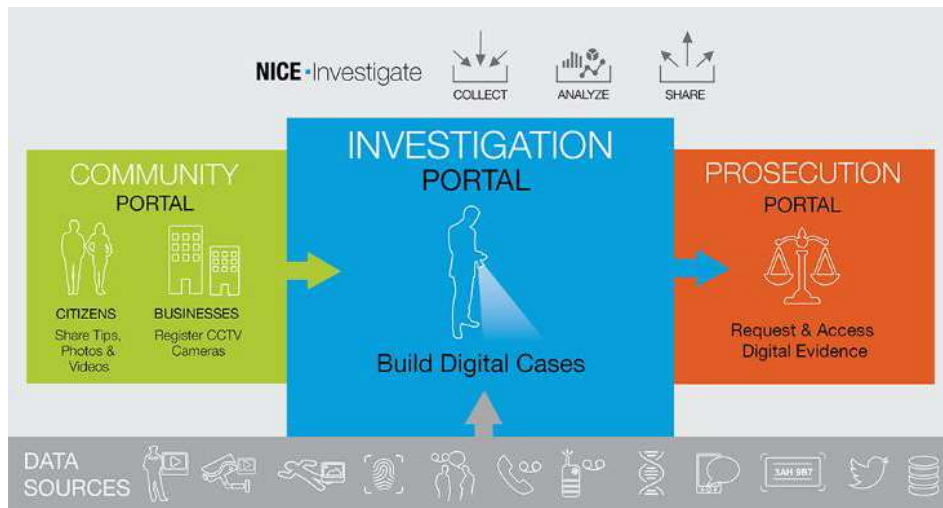 NICE·Investigate
COLLECT
ANALYZE
SHARE
COMMUNITY
PORTAL
CITIZENS
Share Tips,
Photos &
Videos
BUSINESSES
Register CCTV
Cameras
INVESTIGATION
PORTAL
Build Digital Cases
PROSECUTION
PORTAL
Request & Access
Digital Evidence
DATA
SOURCES
3AH 9B7